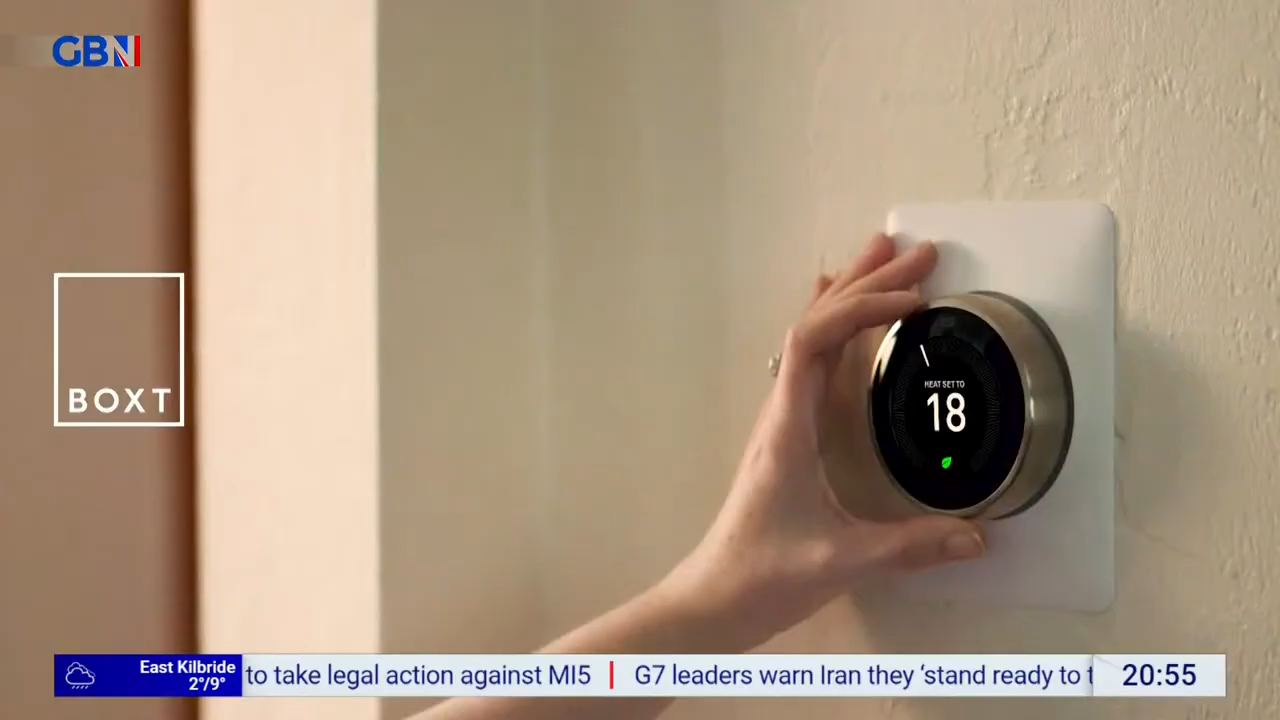 GBN
BOXT
HEAT SET TO
18
East Kilbride
2°/9°
to take legal action against MI5 | G7 leaders warn Iran they ‘stand ready to t
20:55